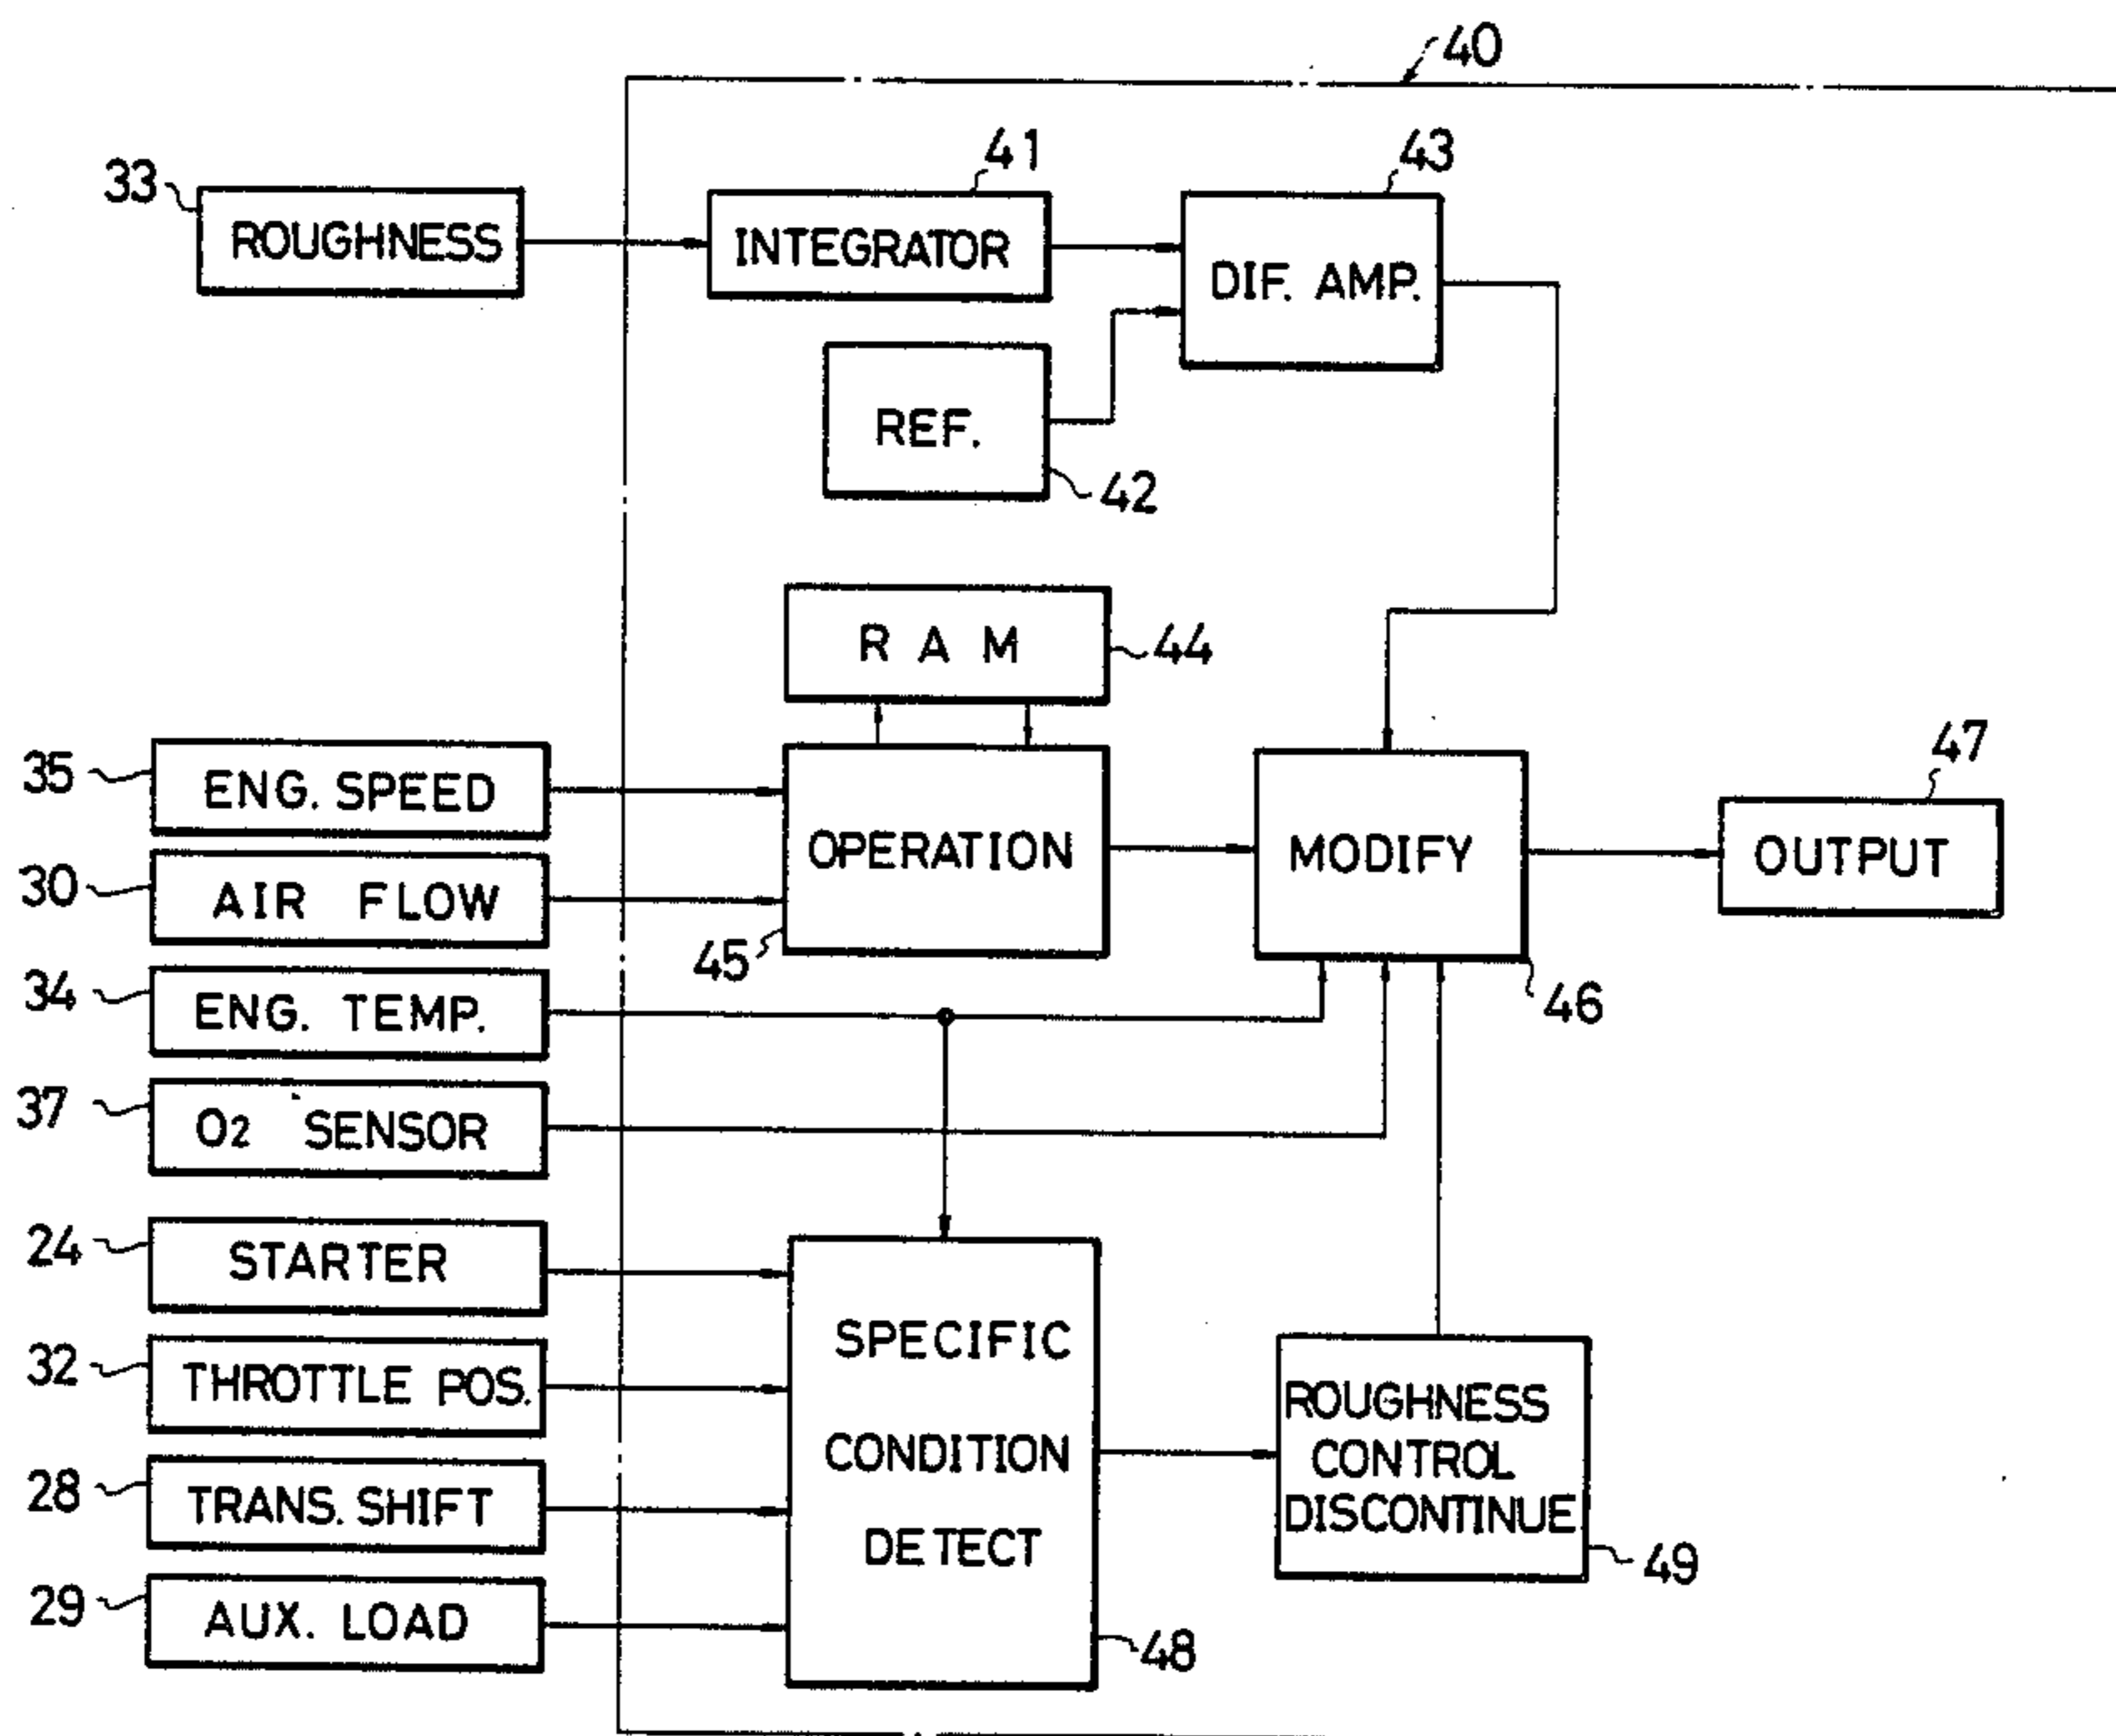 40
33
ROUGHNESS
41
INTEGRATOR
43
DIF. AMP.
REF.
42
R A M
44
35
ENG. SPEED
30
AIR FLOW
45
OPERATION
MODIFY
46
47
OUTPUT
34
ENG. TEMP.
37
O2 SENSOR
24
STARTER
32
THROTTLE POS.
28
TRANS. SHIFT
29
AUX. LOAD
SPECIFIC
CONDITION
DETECT
48
ROUGHNESS
CONTROL
DISCONTINUE
49